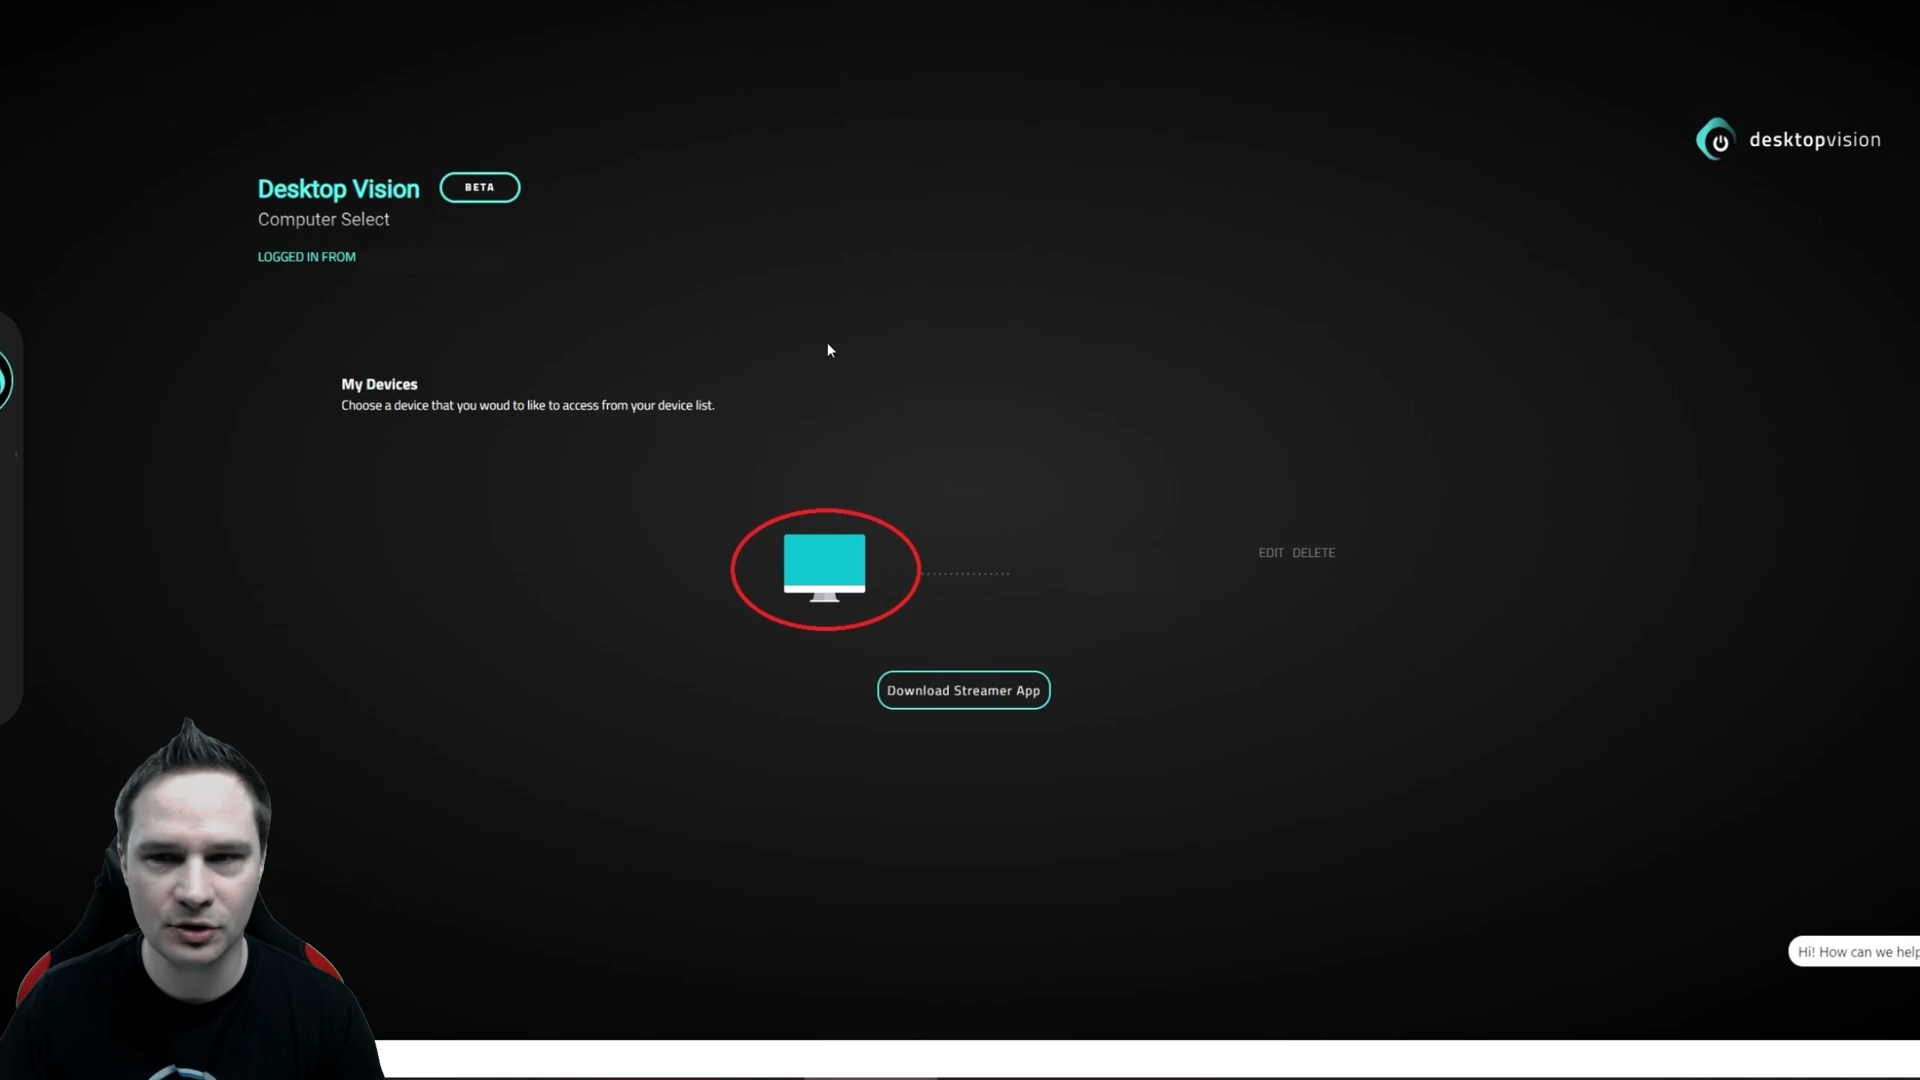 desktopvision
Desktop Vision
BETA
Computer Select
LOGGED IN FROM
My Devices
Choose a device that you woud to like to access from your device list.
EDIT DELETE
Download Streamer App
Hi! How can we help